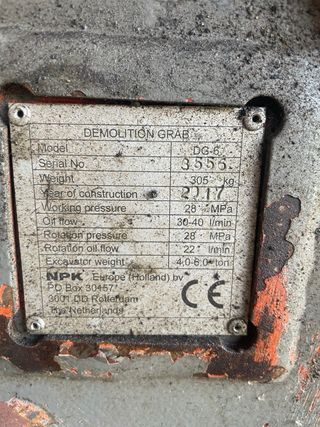 DEMOLITION GRAB
Model DG-6
Serial No. 3555.
Weight 305 kg
Year of construction 2017
Working pressure 28 MPa
Oil flow 30-40 l/min
Rotation pressure 28 MPa
Rotation oil flow 22 l/min
Excavator weight 4,0-6,0 ton
NPK Europe (Holland) bv
PO Box 30457
3001 DD Rotterdam
The Netherlands
CE